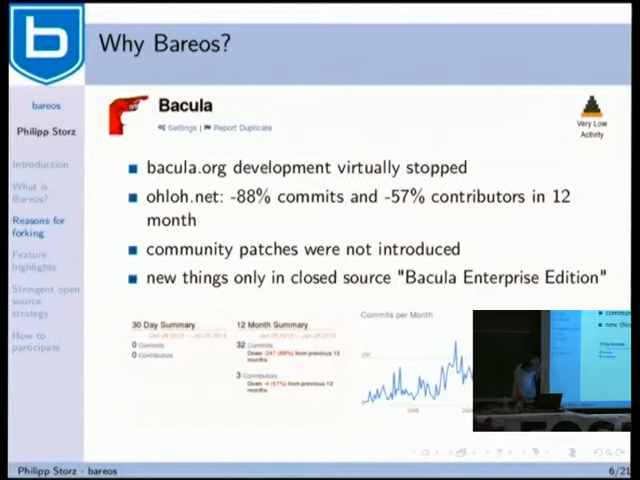 Why Bareos?
bareos
Philipp Storz
Introduction
What is
Bareos?
Reasons for
forking
Feature
highlights
Stringent open
source
strategy
How to
participate
Bacula
Settings | Report Duplicate
Very Low
Activity
bacula.org development virtually stopped
ohloh.net: -88% commits and -57% contributors in 12
month
community patches were not introduced
new things only in closed source "Bacula Enterprise Edition"
30 Day Summary
0 Commits
0 Contributors
12 Month Summary
32 Commits
Down -247 (88%) from previous 12
months
3 Contributors
Down -4 (57%) from previous 12
months
Commits per Month
Philipp Storz - bareos
6/21